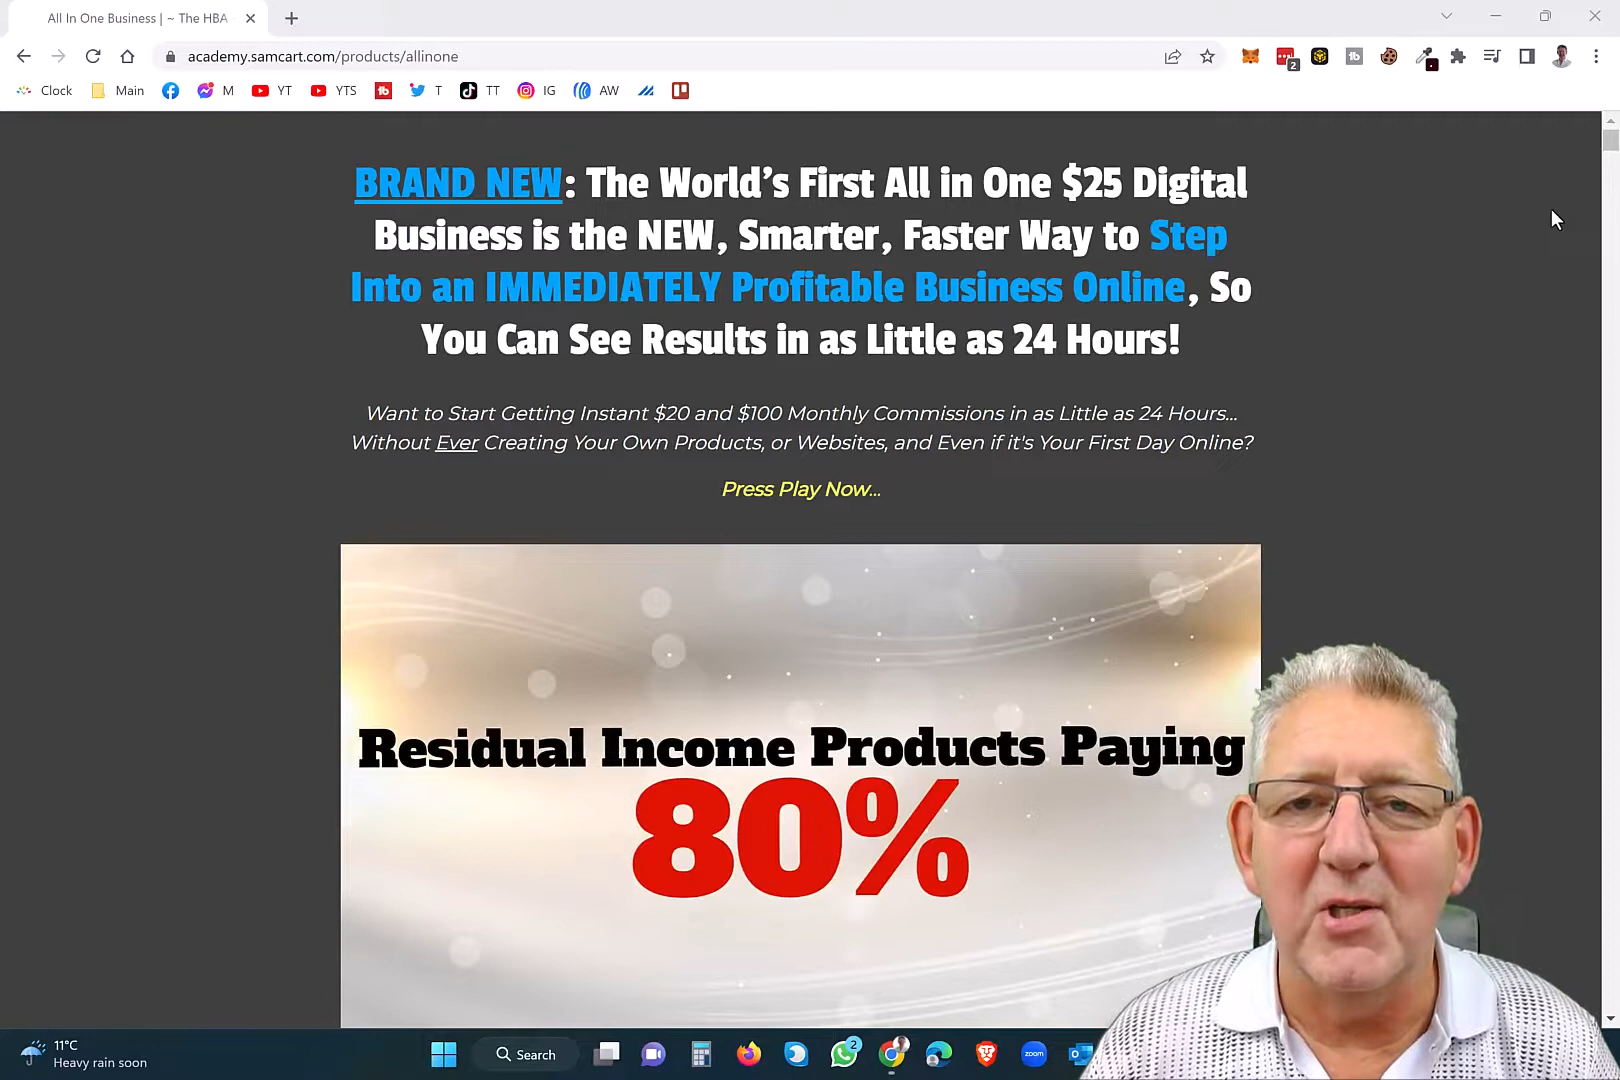 All In One Business | ~ The HBA
academy.samcart.com/products/allinone
2
Clock
Main
M
YT
YTS
T
TT
IG
AW
BRAND NEW: The World's First All in One $25 Digital
Business is the NEW, Smarter, Faster Way to Step
Into an IMMEDIATELY Profitable Business Online, So
You Can See Results in as Little as 24 Hours!
Want to Start Getting Instant $20 and $100 Monthly Commissions in as Little as 24 Hours...
Without Ever Creating Your Own Products, or Websites, and Even if it's Your First Day Online?
Press Play Now...
Residual Income Products Paying
80%
11°C
Heavy rain soon
Search
2
zoom